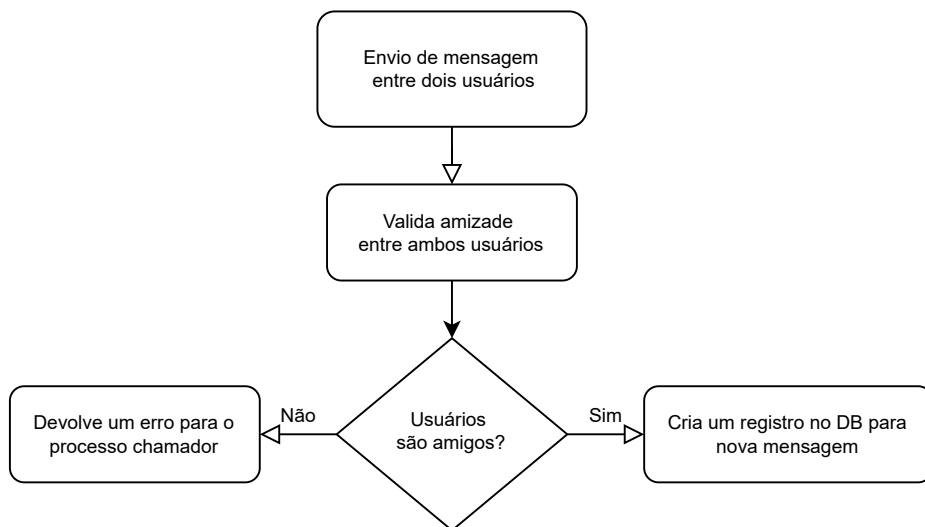 Envio de mensagem
entre dois usuários
Valida amizade
entre ambos usuários
Usuários
são amigos?
Não
Devolve um erro para o
processo chamador
Sim
Cria um registro no DB para
nova mensagem